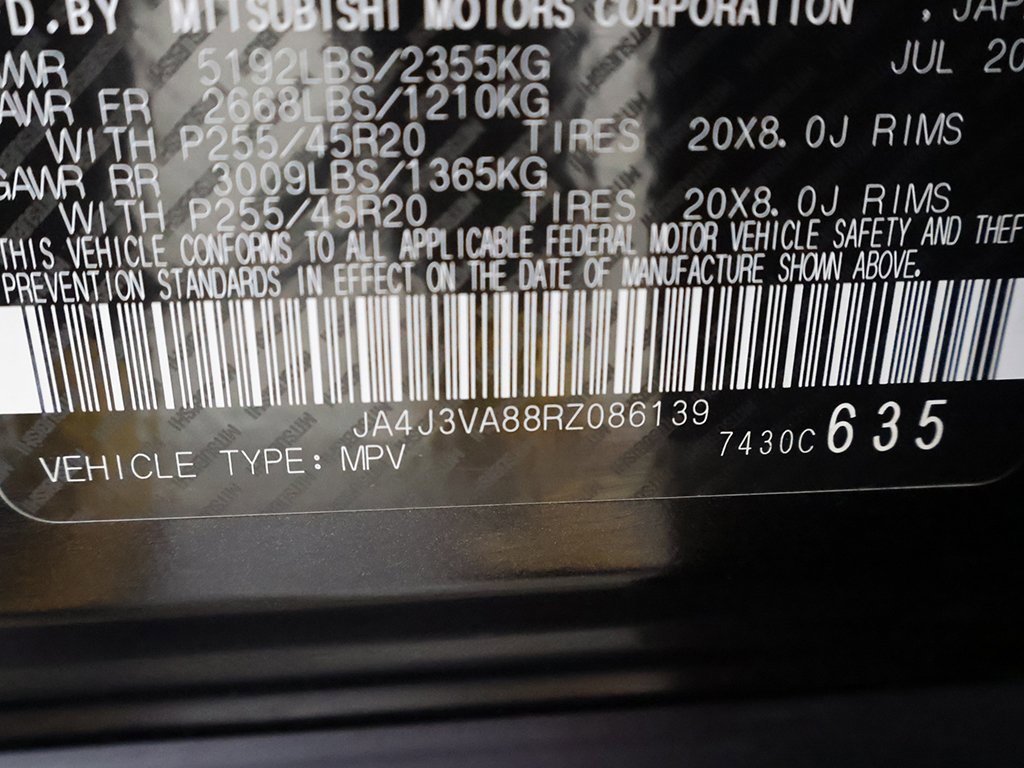 D.BY MITSUBISHI MOTORS CORPORATION , JAP
JUL 20
WR 5192LBS/2355KG
AWR FR 2668LBS/1210KG
WITH P255/45R20 TIRES 20X8.0J RIMS
GAWR RR 3009LBS/1365KG
WITH P255/45R20 TIRES 20X8.0J RIMS
THIS VEHICLE CONFORMS TO ALL APPLICABLE FEDERAL MOTOR VEHICLE SAFETY AND THEF
PREVENTION STANDARDS IN EFFECT ON THE DATE OF MANUFACTURE SHOWN ABOVE.
JA4J3VA88RZ086139
7430C 635
VEHICLE TYPE: MPV